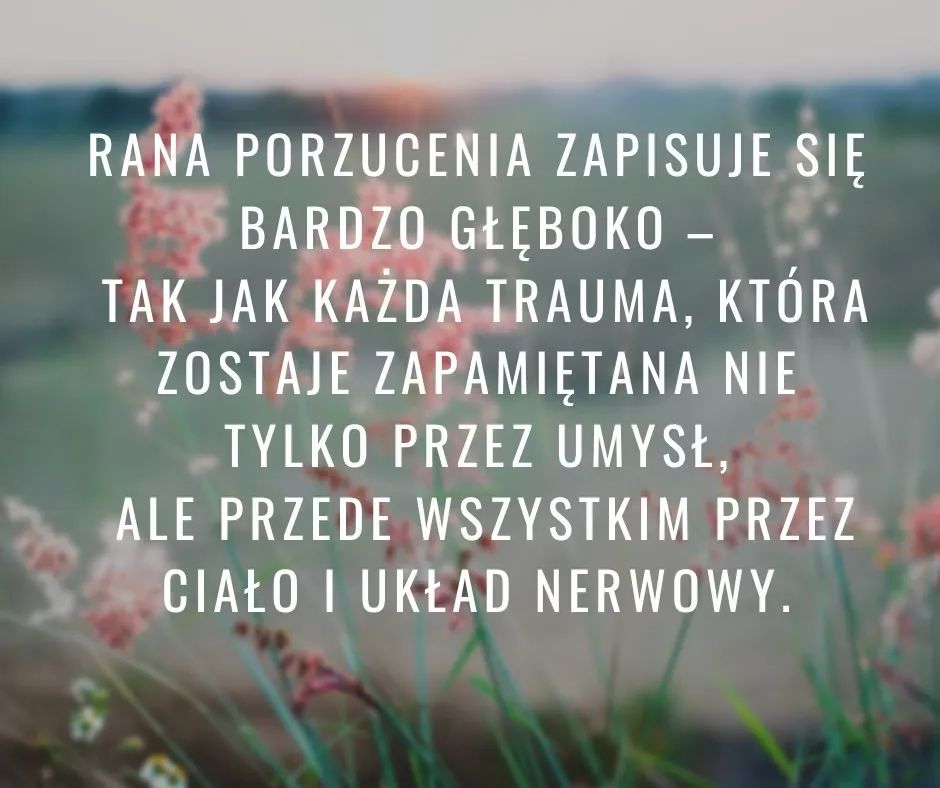 RANA PORZUCENIA ZAPISUJE SIĘ
BARDZO GŁĘBOKO –
TAK JAK KAŻDA TRAUMA, KTÓRA
ZOSTAJE ZAPAMIĘTANA NIE
TYLKO PRZEZ UMYSŁ,
ALE PRZEDE WSZYSTKIM PRZEZ
CIAŁO I UKŁAD NERWOWY.